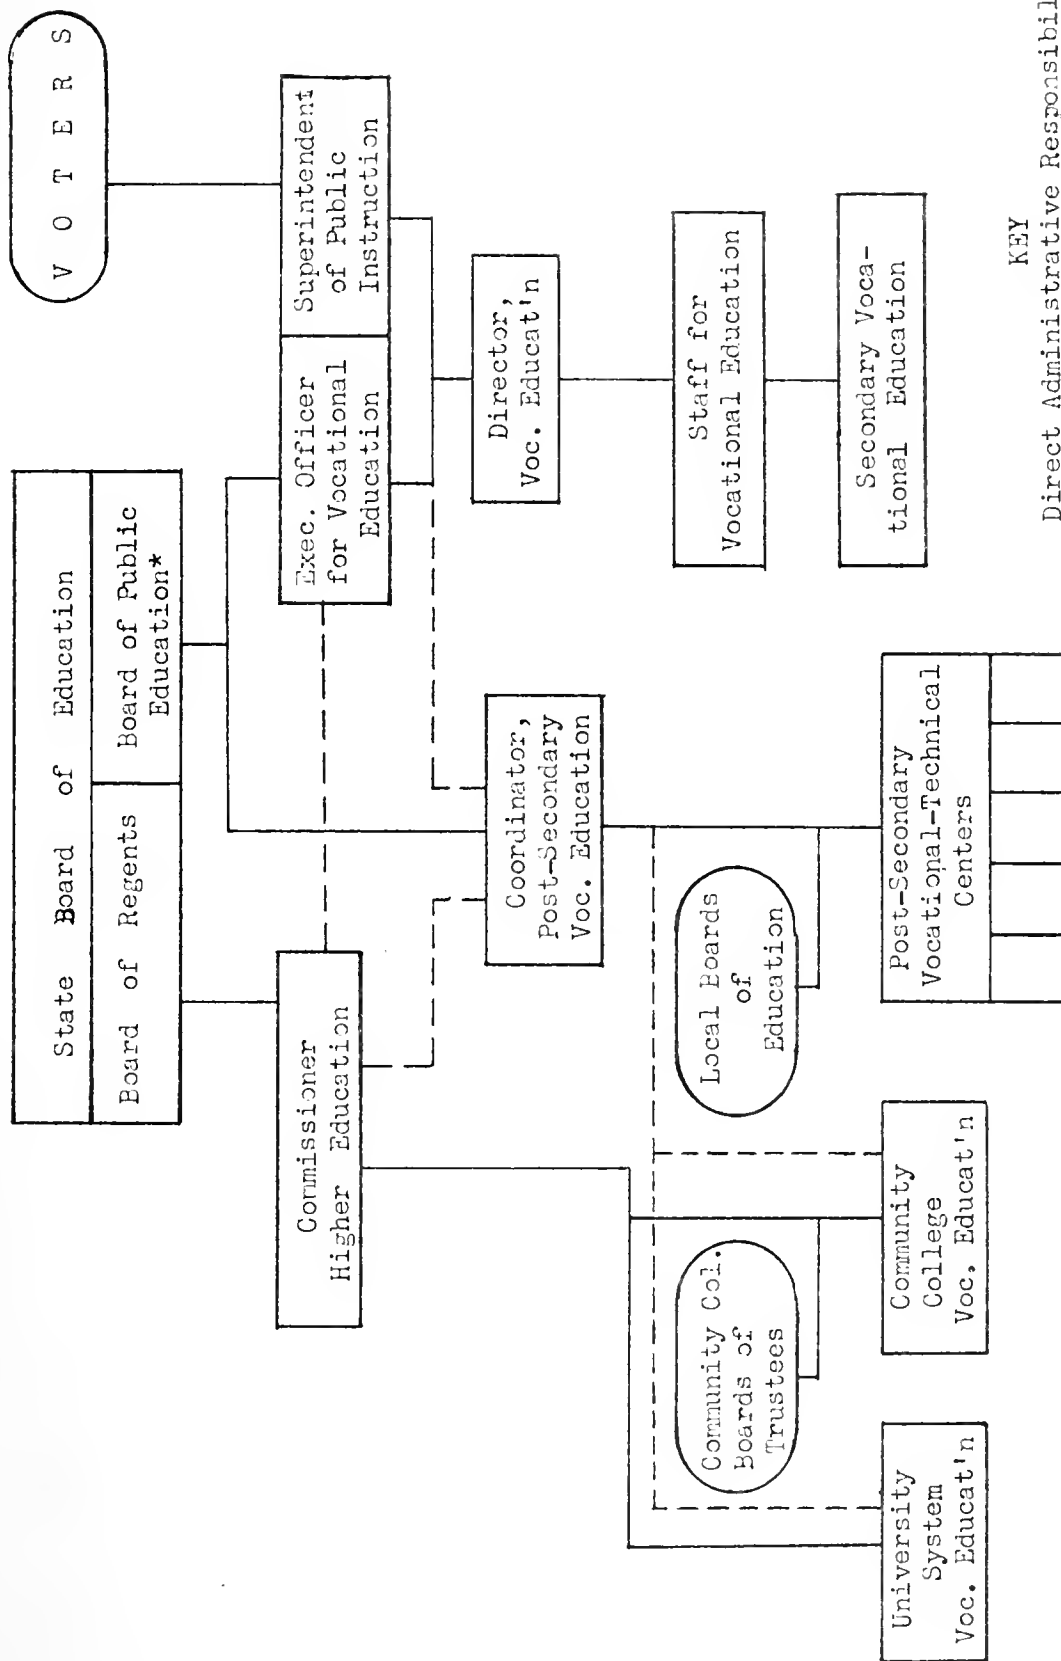 V O T E R S
State Board of Education
Board of Regents
Board of Public
Education*
Commissioner
Higher Education
Exec. Officer
for Vocational
Education
Superintendent
of Public
Instruction
Coordinator,
Post-Secondary
Voc. Education
Director,
Voc. Educat'n
Community Col.
Boards of
Trustees
Local Boards
of
Education
Staff for
Vocational Education
University
System
Voc. Educat'n
Community
College
Voc. Educat'n
Post-Secondary
Vocational-Technical
Centers
Secondary Voca-
tional Education
KEY
Direct Administrative